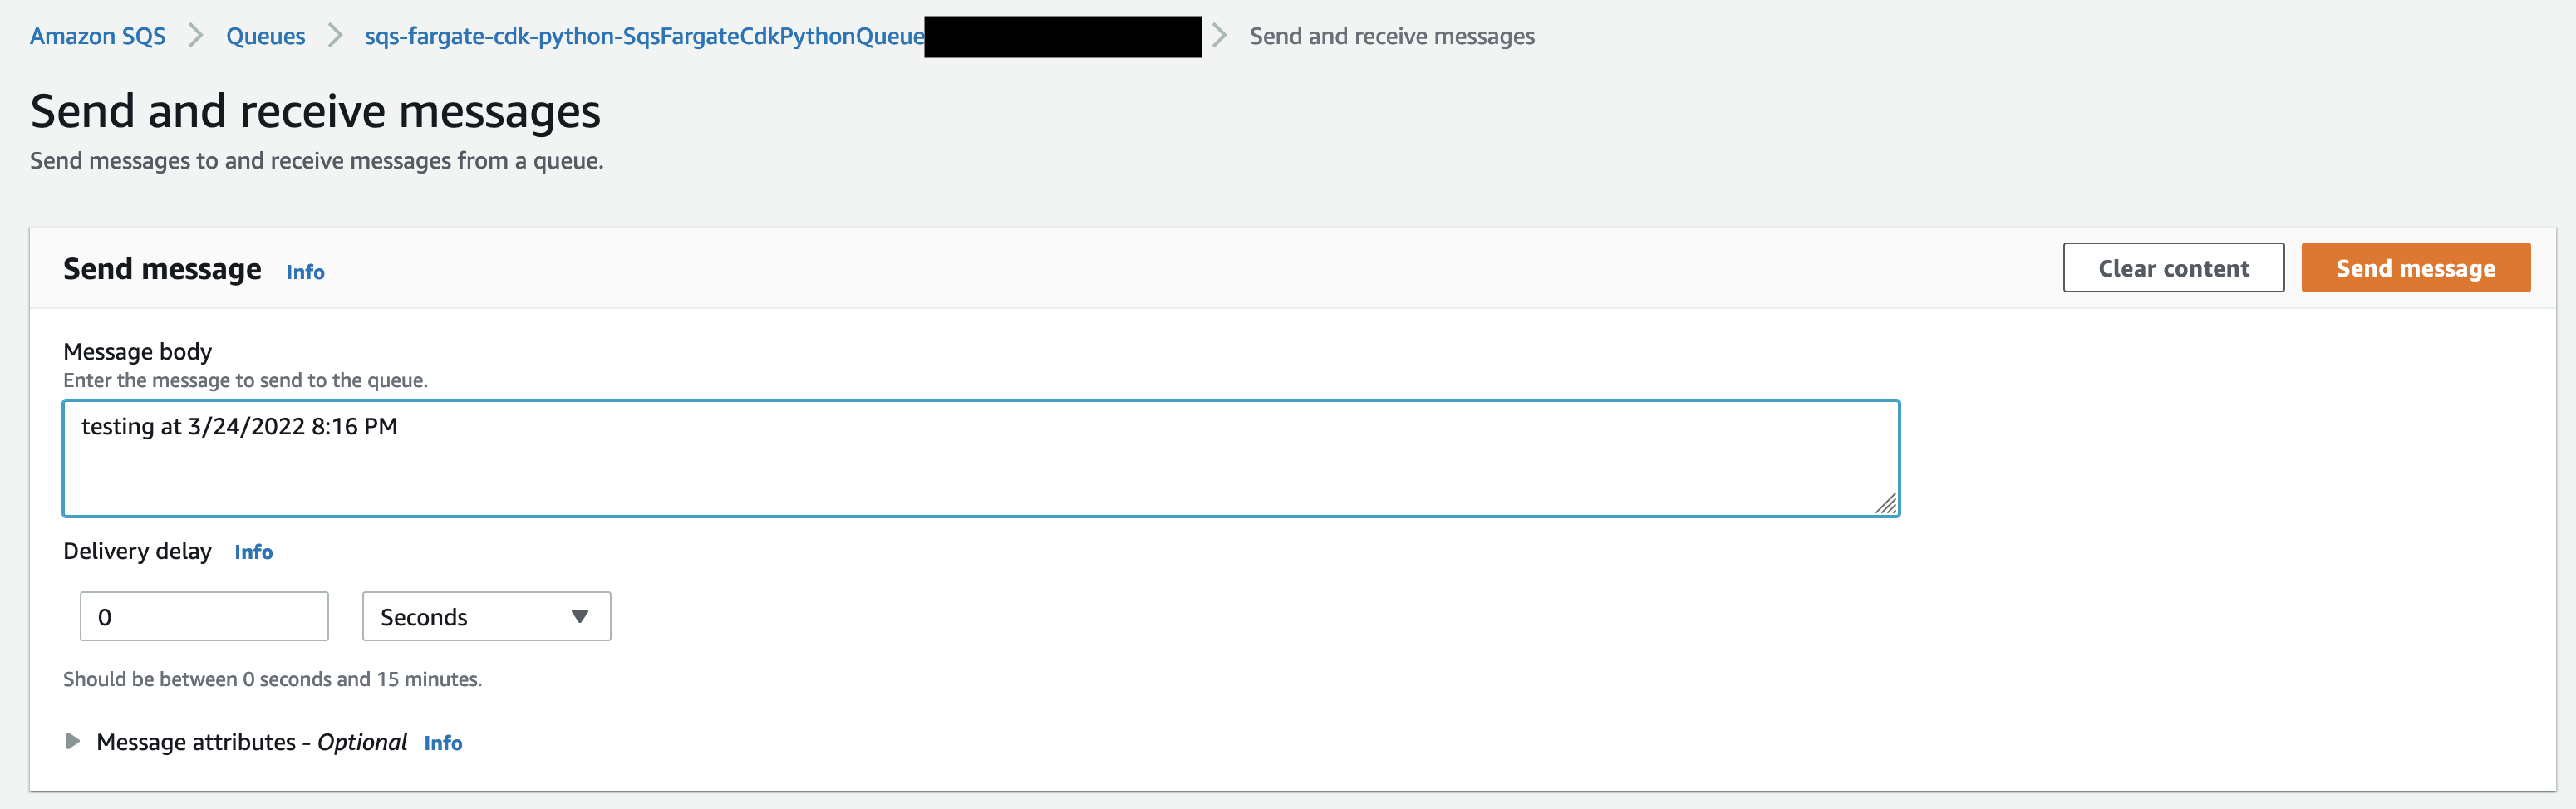 Amazon SQS > Queues > sqs-fargate-cdk-python-SqsFargateCdkPythonQueue > Send and receive messages
Send and receive messages
Send messages to and receive messages from a queue.
Send message Info Clear content Send message
Message body
Enter the message to send to the queue.
testing at 3/24/2022 8:16 PM
Delivery delay Info
0 Seconds
Should be between 0 seconds and 15 minutes.
Message attributes - Optional Info